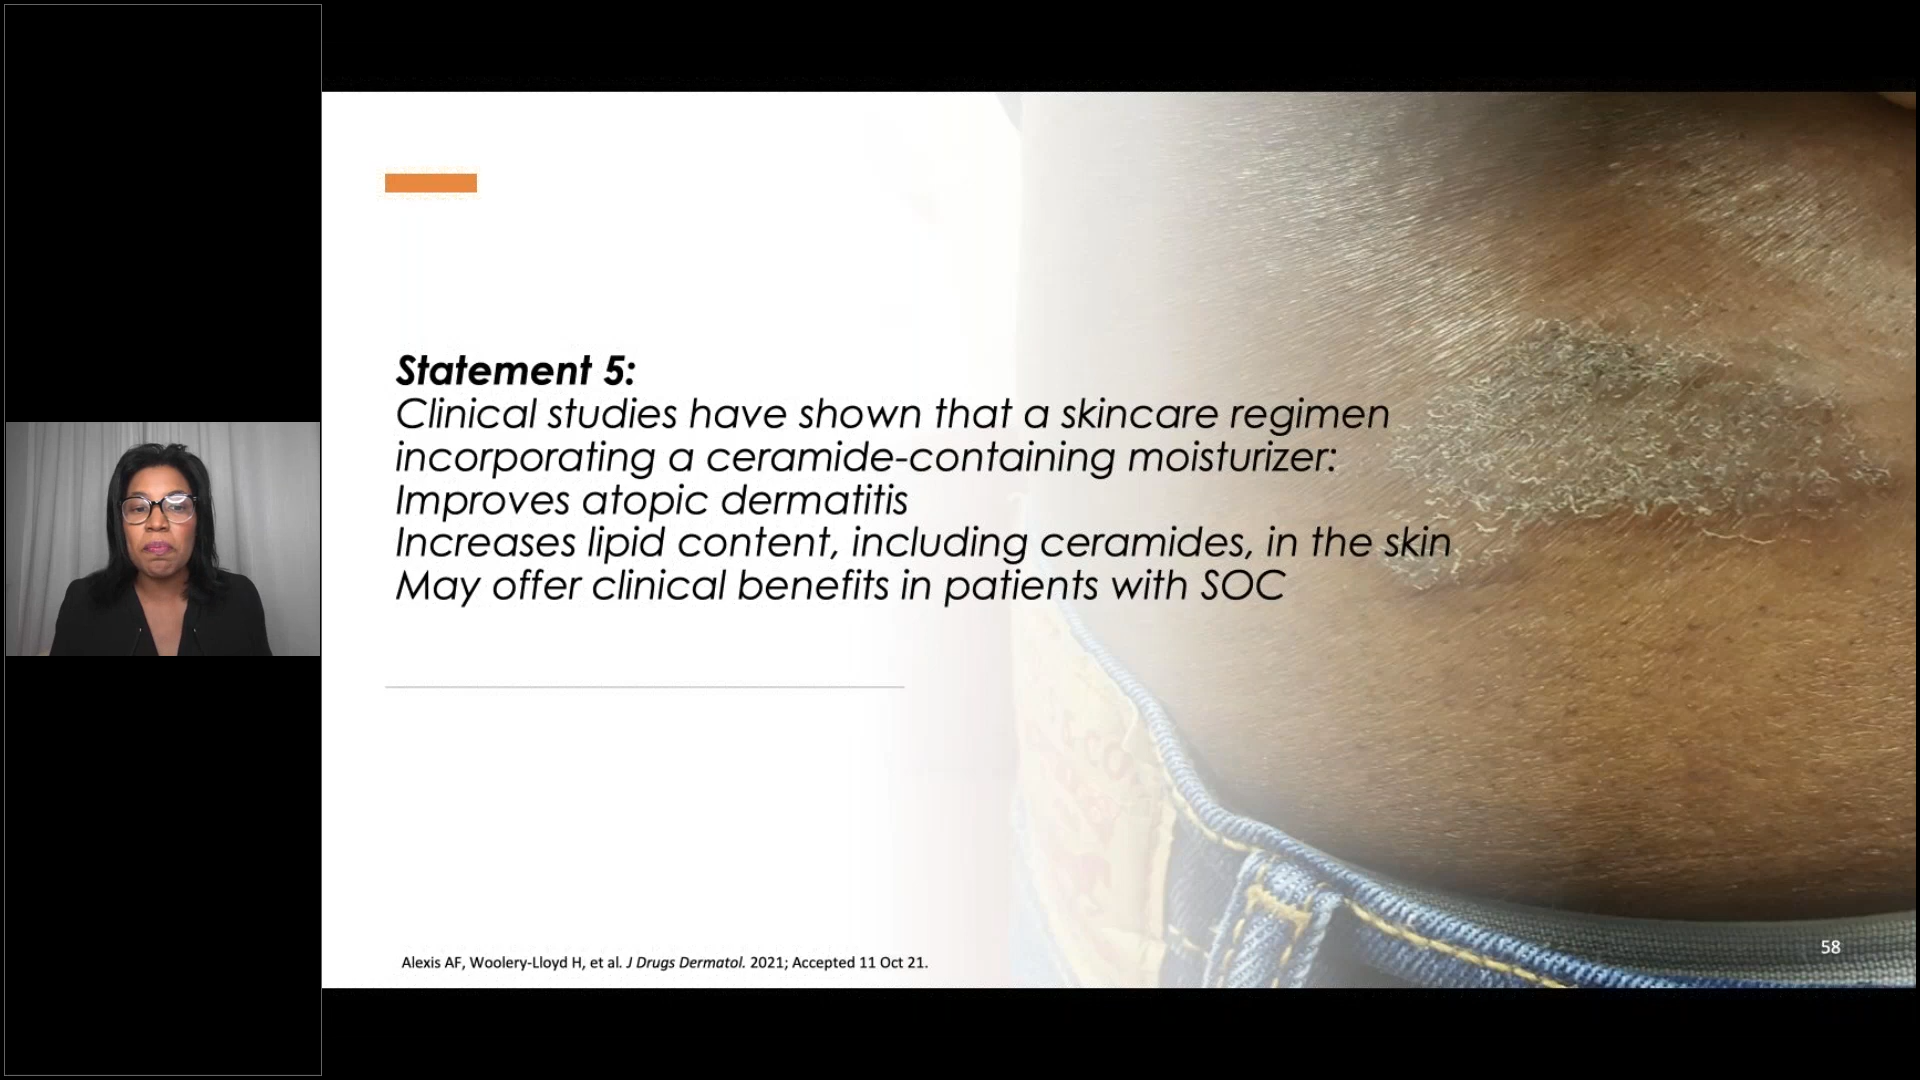 Statement 5:
Clinical studies have shown that a skincare regimen
incorporating a ceramide-containing moisturizer:
Improves atopic dermatitis
Increases lipid content, including ceramides, in the skin
May offer clinical benefits in patients with SOC
Alexis AF, Woolery-Lloyd H, et al. J Drugs Dermatol. 2021; Accepted 11 Oct 21.
58